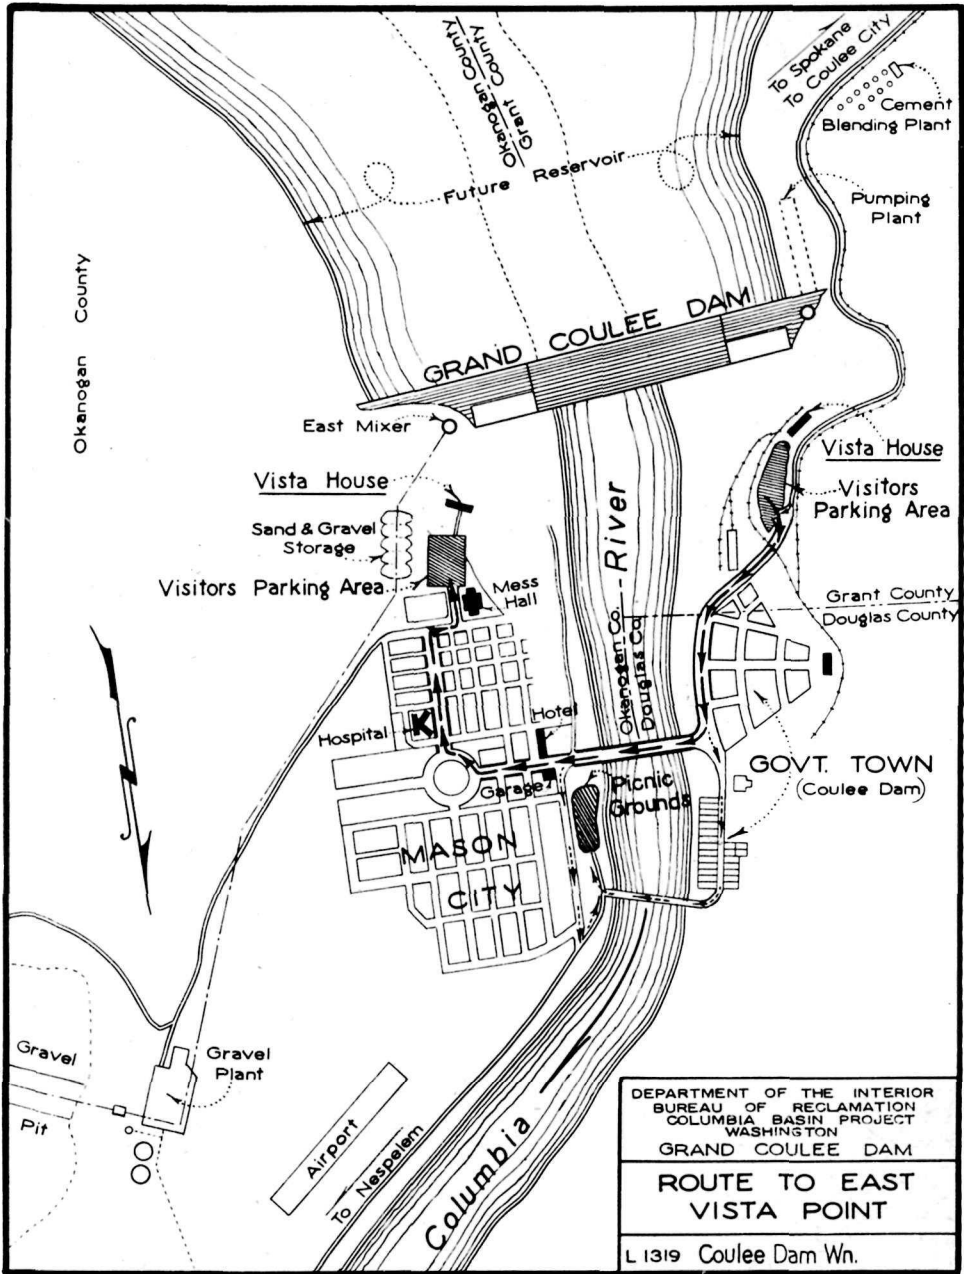 Okanogan County
Grant County
To Spokane
To Coulee City
Cement
Blending Plant
Future Reservoir
Pumping
Plant
Okanogan County
GRAND COULEE DAM
East Mixer
Vista House
Vista House
Visitors
Parking Area
Sand & Gravel
Storage
Visitors Parking Area
Mess
Hall
River
Grant County
Douglas County
Okanogan Co.
Douglas Co.
Hospital
Hotel
Garage
Picnic
Grounds
GOVT. TOWN
(Coulee Dam)
MASON
CITY
N
Gravel
Pit
Gravel
Plant
Airport
To Nespelem
Columbia
DEPARTMENT OF THE INTERIOR
BUREAU OF RECLAMATION
COLUMBIA BASIN PROJECT
WASHINGTON
GRAND COULEE DAM
ROUTE TO EAST
VISTA POINT
L 1319 Coulee Dam Wn.